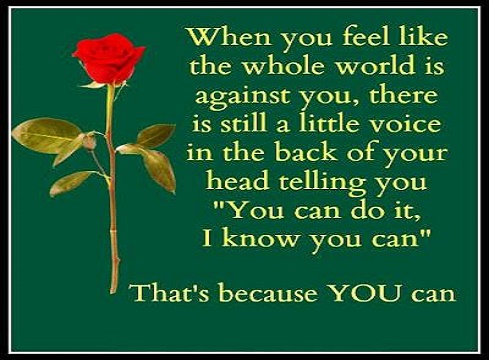 When you feel like
the whole world is
against you, there
is still a little voice
in the back of your
head telling you
"You can do it,
I know you can"
That's because YOU can